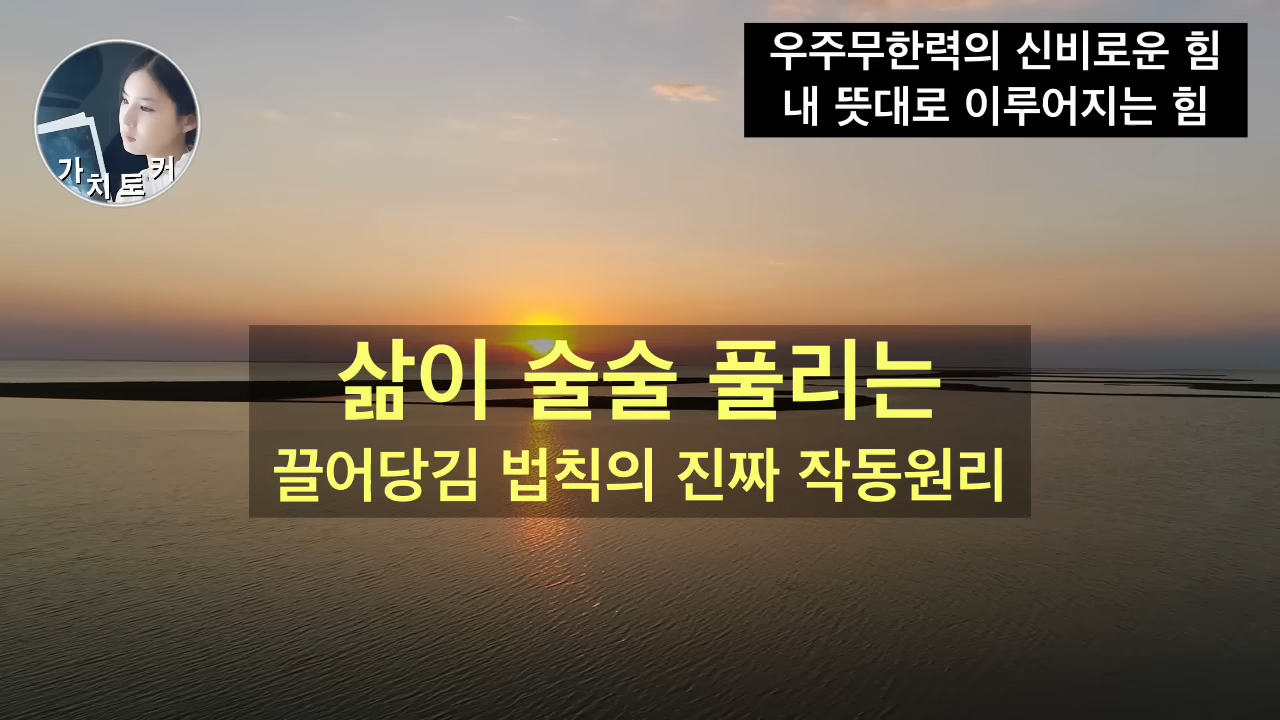 우주무한력의 신비로운 힘
내 뜻대로 이루어지는 힘
가치토커
삶이 술술 풀리는
끌어당김 법칙의 진짜 작동원리